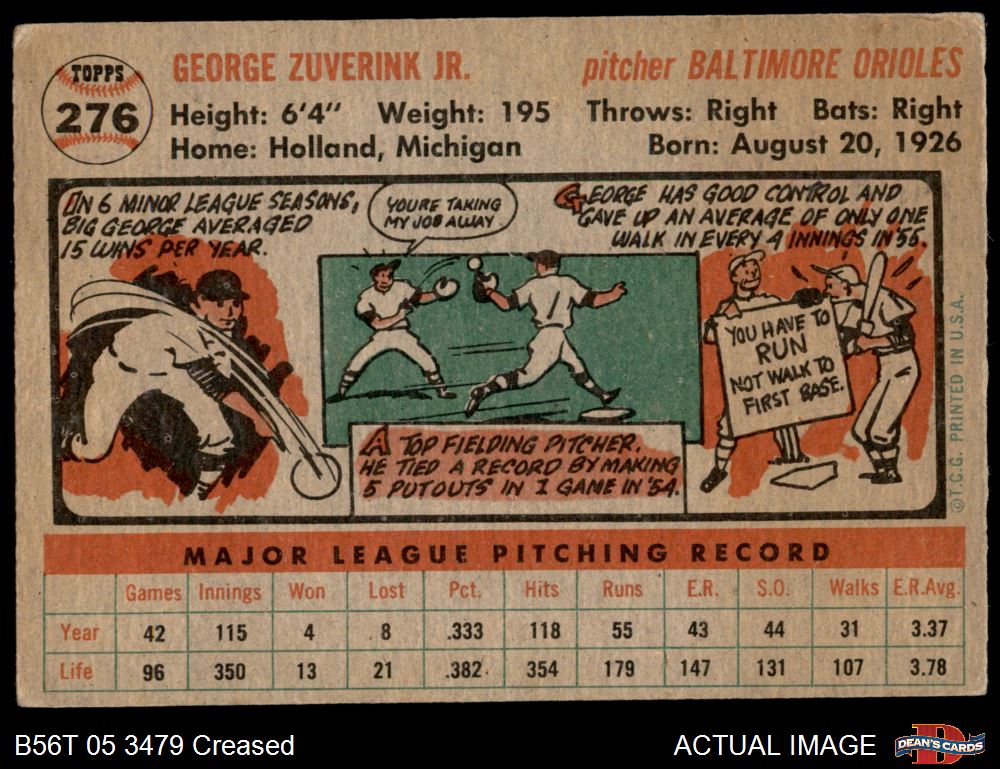 TOPPS
276
GEORGE ZUVERINK JR.
pitcher BALTIMORE ORIOLES
Height: 6'4" Weight: 195 Throws: Right Bats: Right
Home: Holland, Michigan Born: August 20, 1926
IN 6 MINOR LEAGUE SEASONS,
BIG GEORGE AVERAGED
15 WINS PER YEAR.
YOU'RE TAKING
MY JOB AWAY
GEORGE HAS GOOD CONTROL AND
GAVE UP AN AVERAGE OF ONLY ONE
WALK IN EVERY 4 INNINGS IN '55.
YOU HAVE TO
RUN
NOT WALK TO
FIRST BASE.
A TOP FIELDING PITCHER.
HE TIED A RECORD BY MAKING
5 PUTOUTS IN 1 GAME IN '54.
©T.C.G. PRINTED IN U.S.A.
MAJOR LEAGUE PITCHING RECORD
Games Innings Won Lost Pct. Hits Runs E.R. S.O. Walks E.R.Avg.
Year 42 115 4 8 .333 118 55 43 44 31 3.37
Life 96 350 13 21 .382 354 179 147 131 107 3.78
B56T 05 3479 Creased
ACTUAL IMAGE
D
DEAN'S CARDS